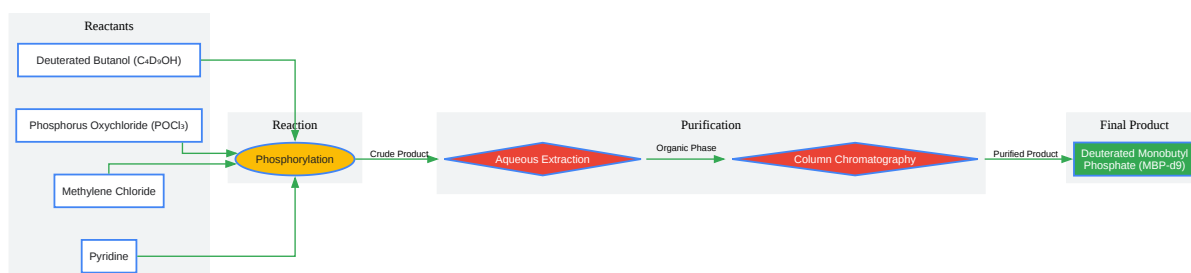 Reactants
Deuterated Butanol (C₄D₉OH)
Phosphorus Oxychloride (POCl₃)
Methylene Chloride
Pyridine
Reaction
Phosphorylation
Crude Product
Purification
Aqueous Extraction
Organic Phase
Column Chromatography
Purified Product
Final Product
Deuterated Monobutyl
Phosphate (MBP-d9)